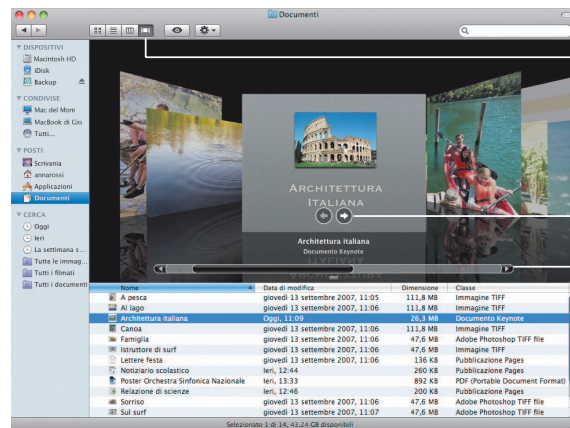 Documenti
DISPOSITIVI
Macintosh HD
iDisk
Backup
CONDIVISE
Mac del Mom
MacBook di Gio
Tutti...
POSTI
Scrivania
annarossi
Applicazioni
Documenti
CERCA
Oggi
Ieri
La settimana s...
Tutte le immag...
Tutti i filmati
Tutti i documenti
ARCHITETTURA
ITALIANA
Architettura italiana
Documento Keynote
Nome Data di modifica Dimensione Classe
A pesca giovedì 13 settembre 2007, 11:05 111,8 MB Immagine TIFF
Al lago giovedì 13 settembre 2007, 11:06 111,8 MB Immagine TIFF
Architettura italiana Oggi, 11:09 26,3 MB Documento Keynote
Canoa giovedì 13 settembre 2007, 11:06 111,8 MB Immagine TIFF
Famiglia giovedì 13 settembre 2007, 11:06 47,6 MB Adobe Photoshop TIFF file
Istruttore di surf giovedì 13 settembre 2007, 11:06 47,6 MB Immagine TIFF
Lettere festa giovedì 13 settembre 2007, 11:06 136 KB Pubblicazione Pages
Notiziario scolastico Ieri, 12:44 260 KB Pubblicazione Pages
Poster Orchestra Sinfonica Nazionale Ieri, 13:33 892 KB PDF (Portable Document Format)
Relazione di scienze Ieri, 12:46 200 KB Pubblicazione Pages
Sorriso giovedì 13 settembre 2007, 11:06 47,6 MB Adobe Photoshop TIFF file
Sul surf giovedì 13 settembre 2007, 11:07 47,6 MB Adobe Photoshop TIFF file
Selezionato 1 di 14, 43,24 GB disponibili